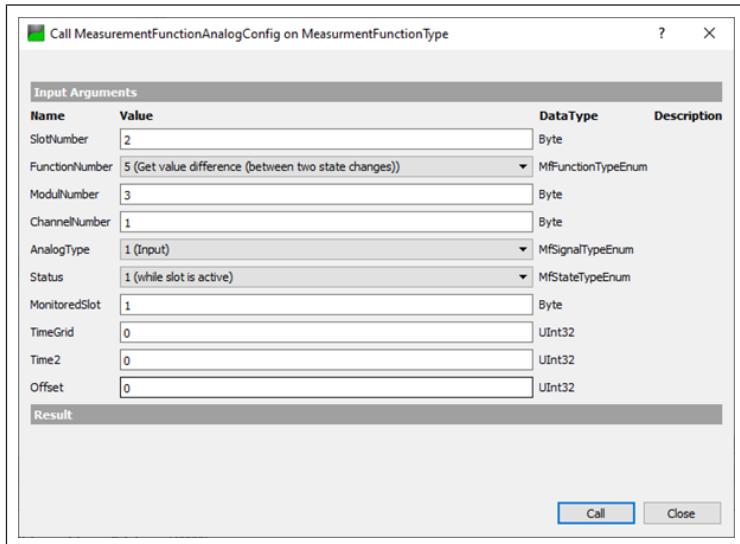 Call MeasurementFunctionAnalogConfig on MeasurmentFunctionType ? ×
Input Arguments
Name Value DataType Description
SlotNumber 2 Byte
FunctionNumber 5 (Get value difference (between two state changes)) MfFunctionTypeEnum
ModulNumber 3 Byte
ChannelNumber 1 Byte
AnalogType 1 (Input) MfSignalTypeEnum
Status 1 (while slot is active) MfStateTypeEnum
MonitoredSlot 1 Byte
TimeGrid 0 UInt32
Time2 0 UInt32
Offset 0 UInt32
Result
Call Close